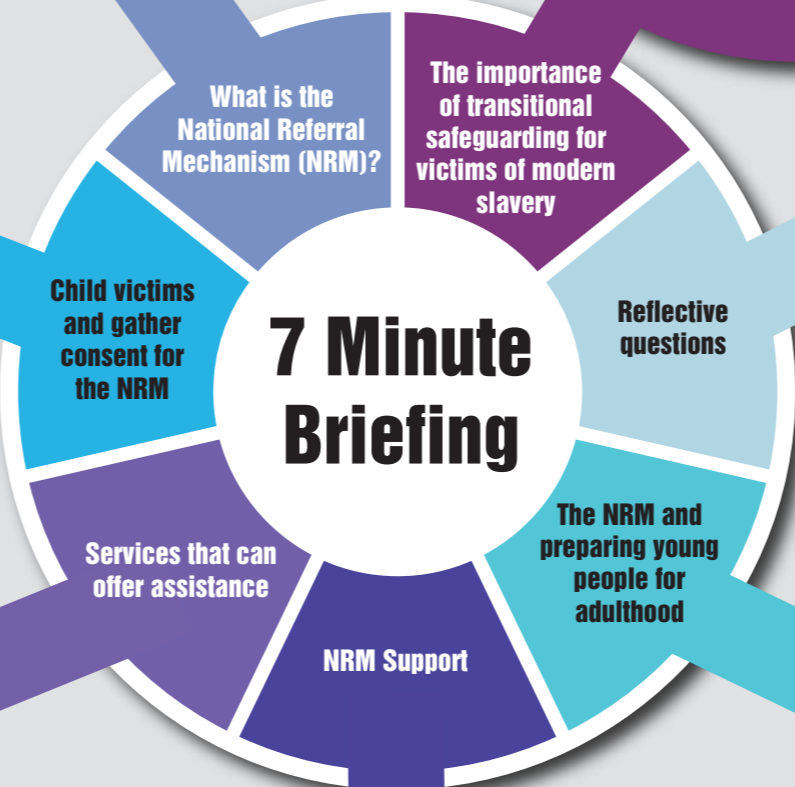 What is the
National Referral
Mechanism (NRM)?
The importance
of transitional
safeguarding for
victims of modern
slavery
Child victims
and gather
consent for
the NRM
7 Minute
Briefing
Reflective
questions
Services that can
offer assistance
NRM Support
The NRM and
preparing young
people for
adulthood